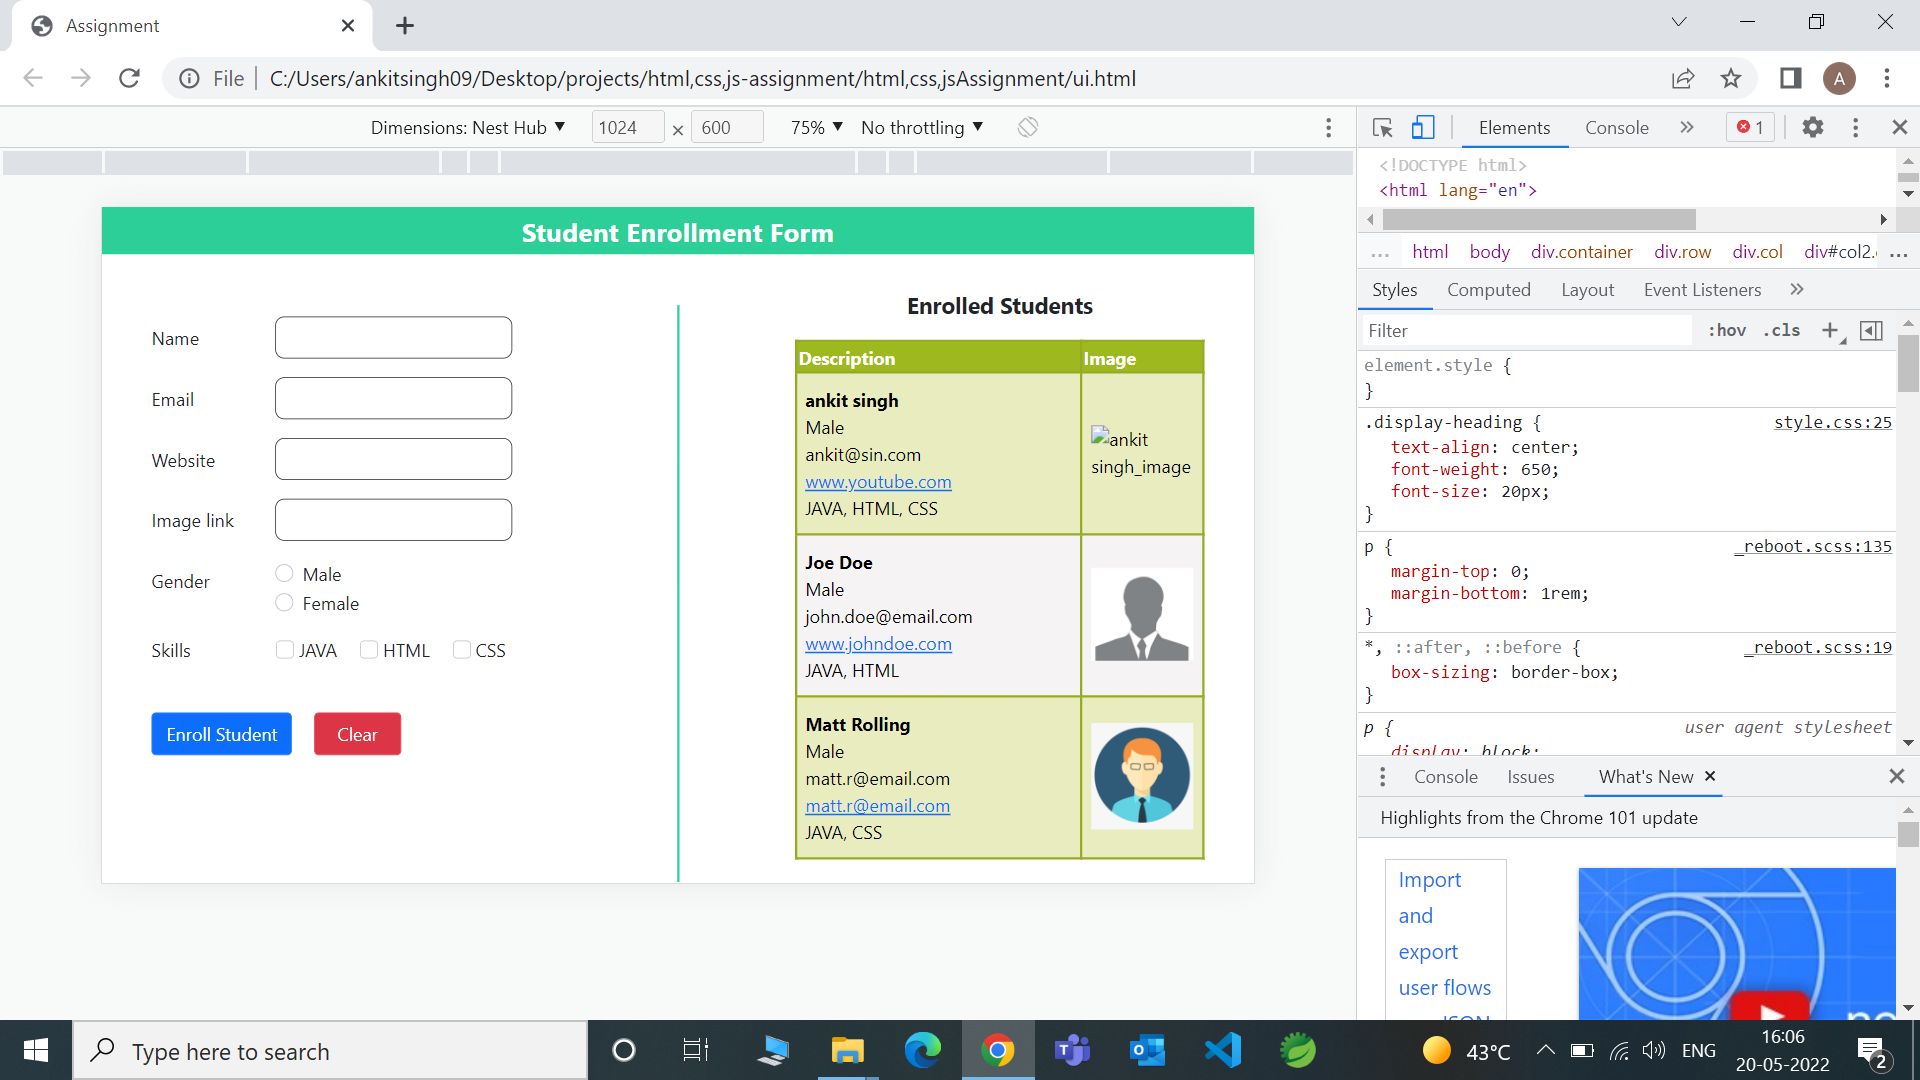 Assignment
File
C:/Users/ankitsingh09/Desktop/projects/html,css,js-assignment/html,css,jsAssignment/ui.html
A
Dimensions: Nest Hub
1024 × 600
75%
No throttling
Elements
Console
1
<!DOCTYPE html>
<html lang="en">
... html body div.container div.row div.col div#col2. ...
Styles Computed Layout Event Listeners
Filter
:hov .cls
element.style {
}
.display-heading { style.css:25
text-align: center;
font-weight: 650;
font-size: 20px;
}
p { _reboot.scss:135
margin-top: 0;
margin-bottom: 1rem;
}
*, ::after, ::before { _reboot.scss:19
box-sizing: border-box;
}
p { user agent stylesheet
display: block;
Console Issues What's New
Highlights from the Chrome 101 update
Import
and
export
user flows
JSON
Student Enrollment Form
Name
Email
Website
Image link
Gender
Male
Female
Skills
JAVA HTML CSS
Enroll Student Clear
Enrolled Students
Description Image
ankit singh
Male
ankit@sin.com
www.youtube.com
JAVA, HTML, CSS
ankit
singh_image
Joe Doe
Male
john.doe@email.com
www.johndoe.com
JAVA, HTML
Matt Rolling
Male
matt.r@email.com
matt.r@email.com
JAVA, CSS
Type here to search
43°C
ENG
16:06
20-05-2022
2